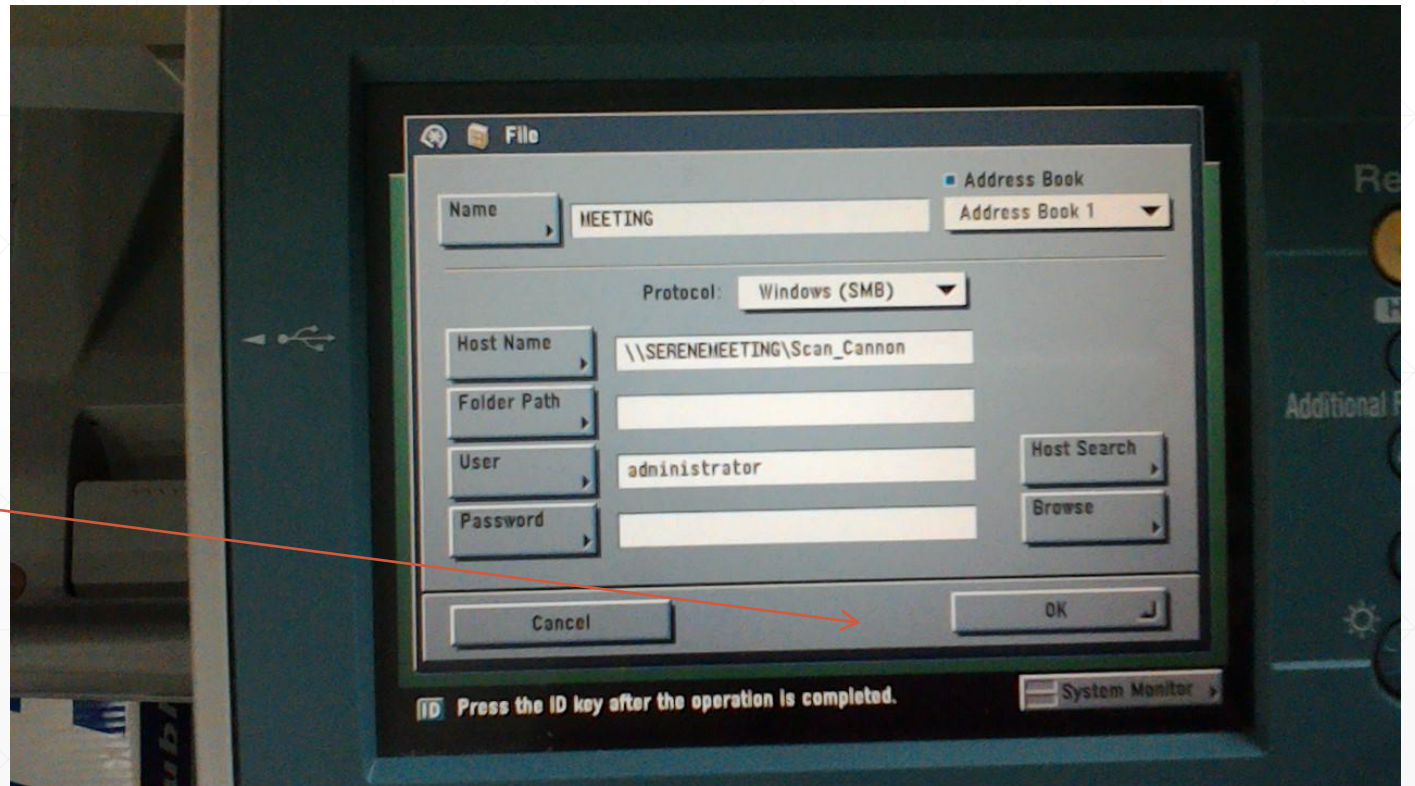 File
Address Book
Name
MEETING
Address Book 1
Protocol:
Windows (SMB)
Host Name
\\SERENEMEETING\Scan_Cannon
Folder Path
User
administrator
Host Search
Password
Browse
Cancel
OK
ID Press the ID key after the operation is completed.
System Monitor
Additional